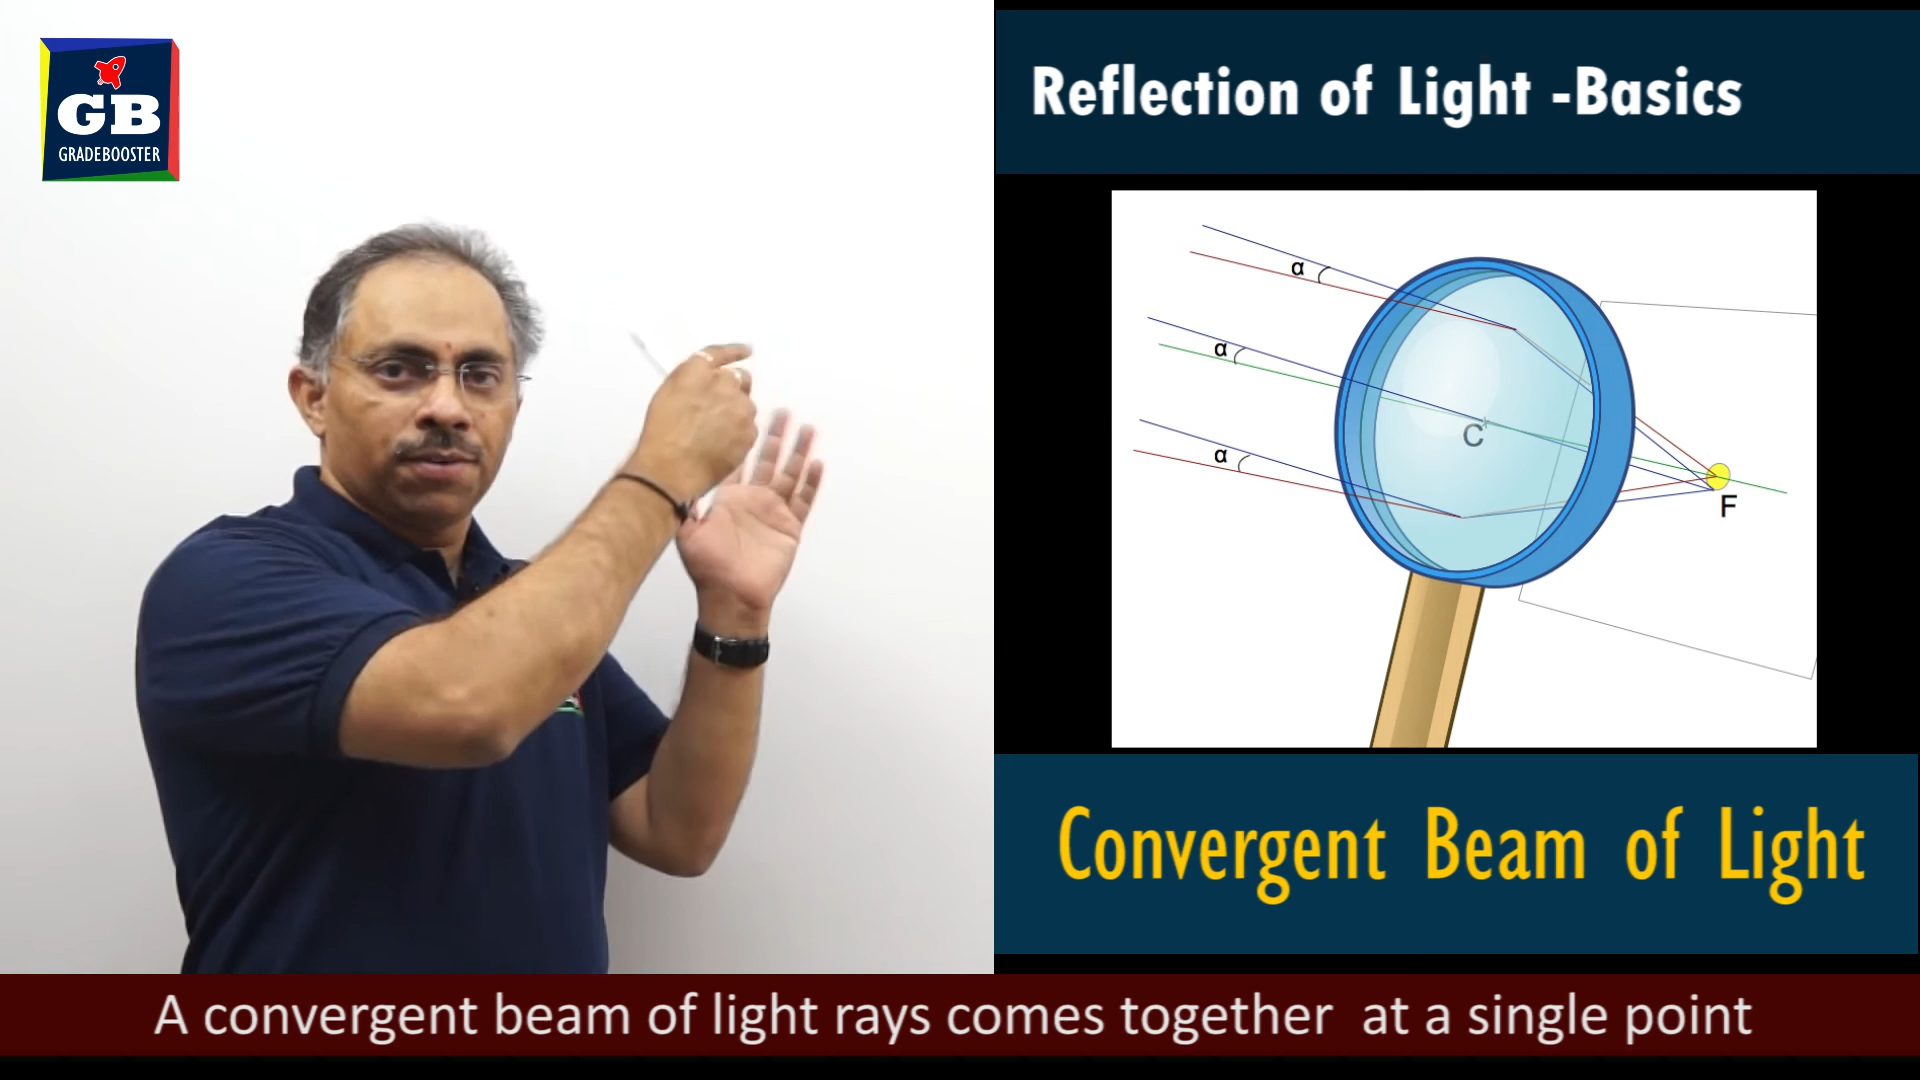 GB
GRADEBOOSTER
Reflection of Light -Basics
α
α
α
C
F
Convergent Beam of Light
A convergent beam of light rays comes together at a single point